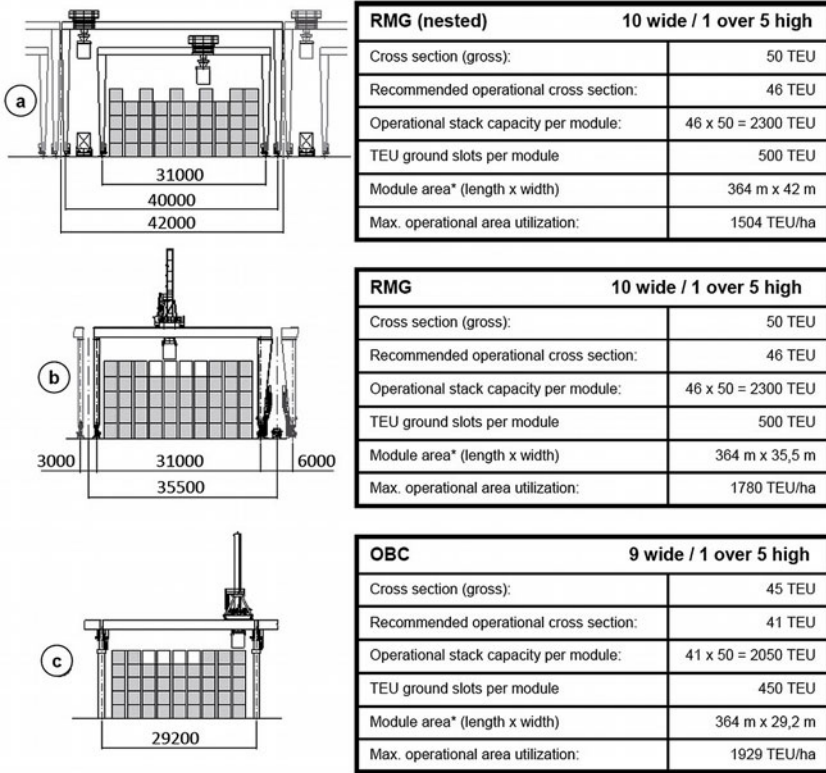 a
31000
40000
42000
RMG (nested) 10 wide / 1 over 5 high
Cross section (gross): 50 TEU
Recommended operational cross section: 46 TEU
Operational stack capacity per module: 46 x 50 = 2300 TEU
TEU ground slots per module 500 TEU
Module area* (length x width) 364 m x 42 m
Max. operational area utilization: 1504 TEU/ha
b
3000 31000 6000
35500
RMG 10 wide / 1 over 5 high
Cross section (gross): 50 TEU
Recommended operational cross section: 46 TEU
Operational stack capacity per module: 46 x 50 = 2300 TEU
TEU ground slots per module 500 TEU
Module area* (length x width) 364 m x 35,5 m
Max. operational area utilization: 1780 TEU/ha
c
29200
OBC 9 wide / 1 over 5 high
Cross section (gross): 45 TEU
Recommended operational cross section: 41 TEU
Operational stack capacity per module: 41 x 50 = 2050 TEU
TEU ground slots per module 450 TEU
Module area* (length x width) 364 m x 29,2 m
Max. operational area utilization: 1929 TEU/ha